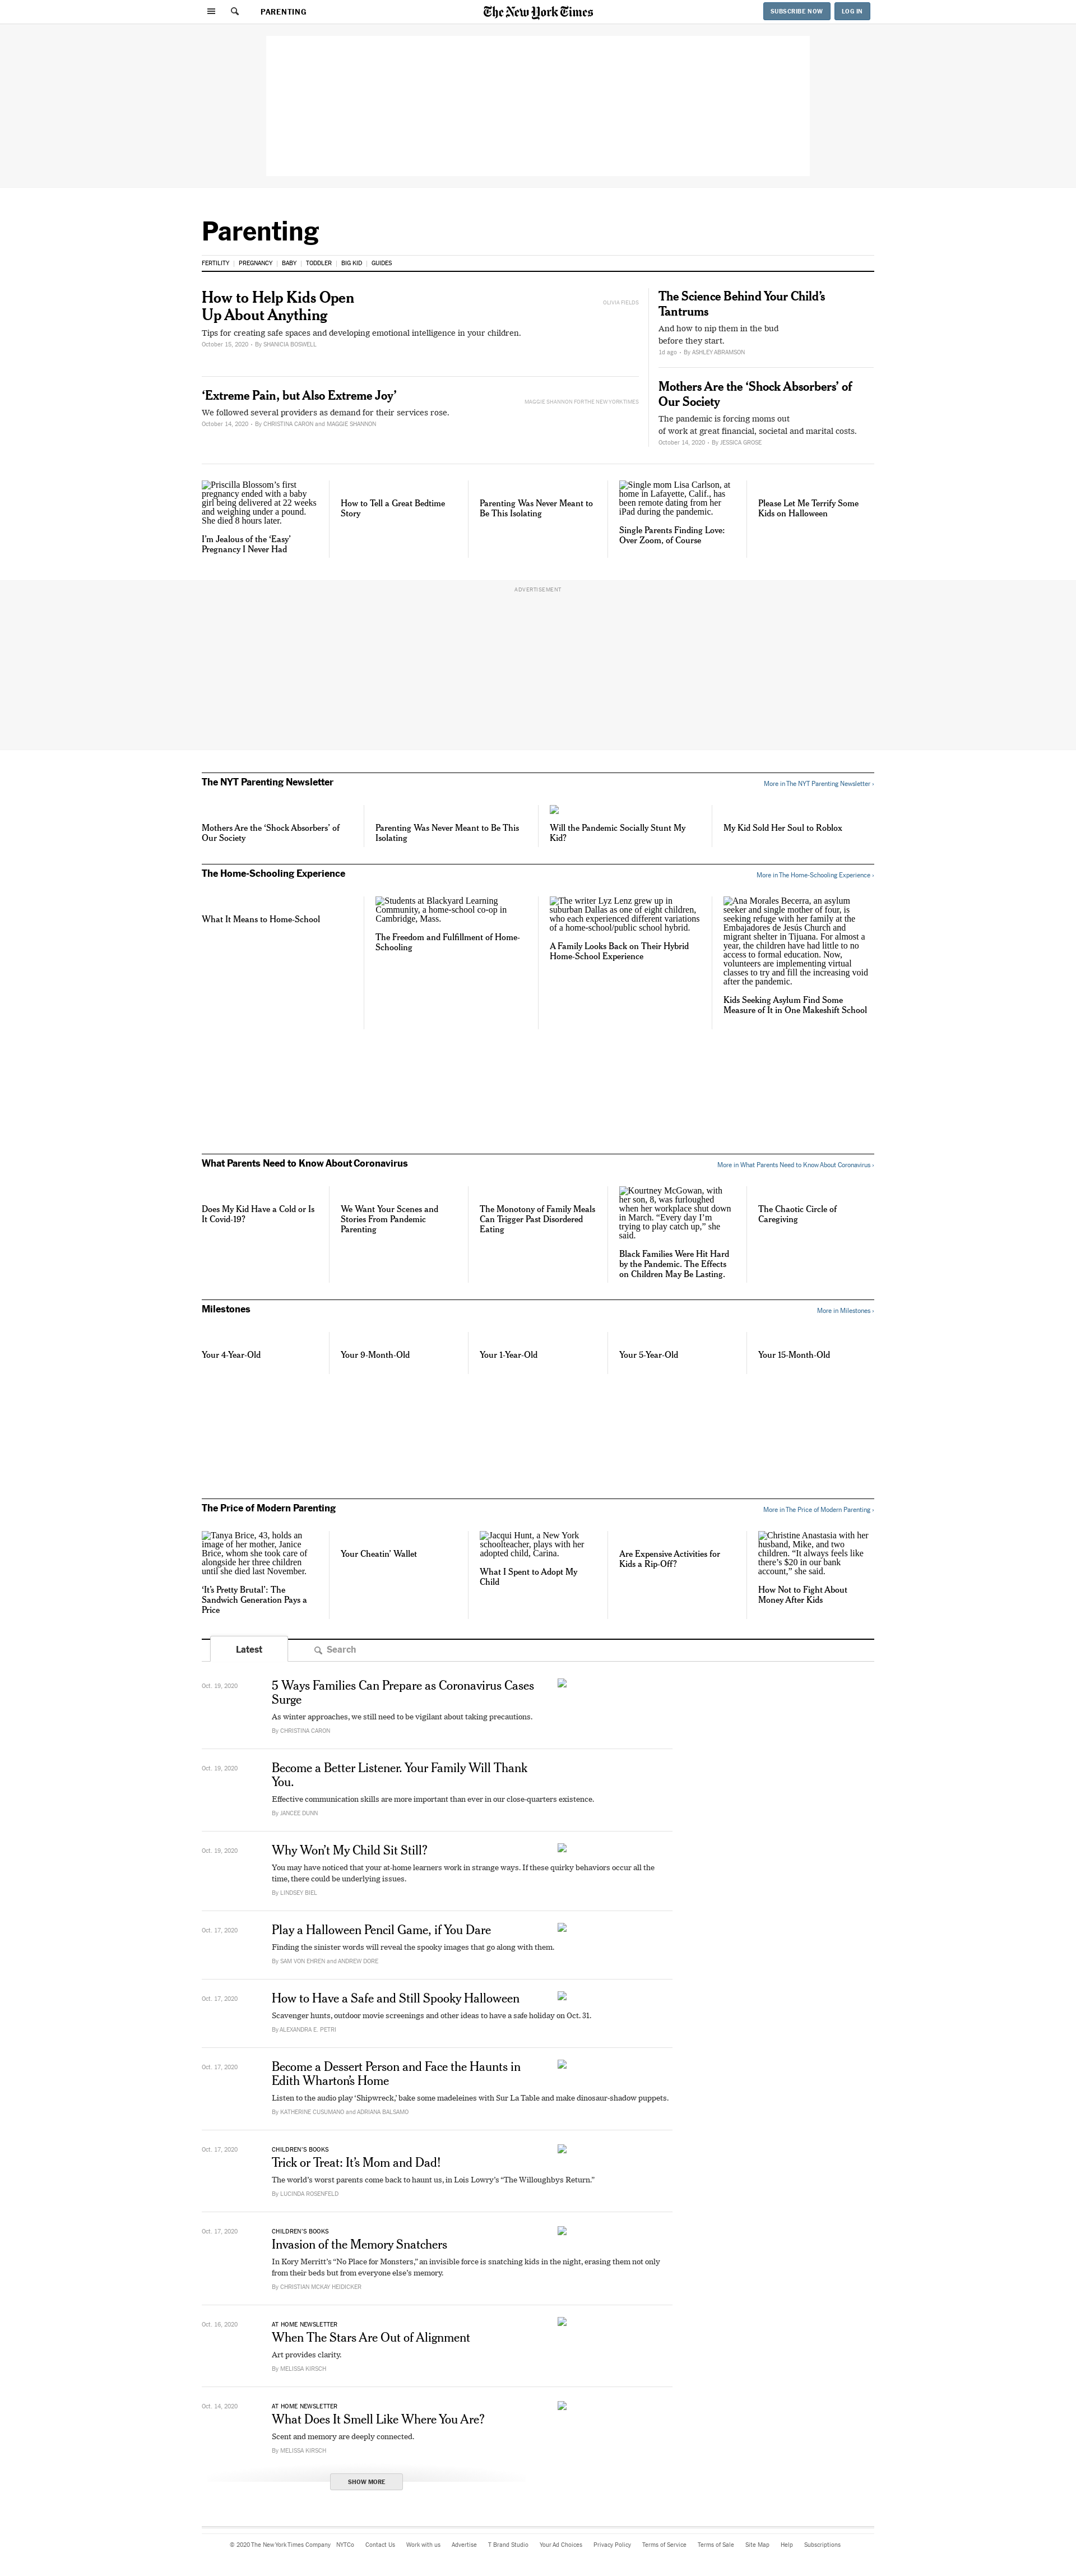 PARENTING
The New York Times
SUBSCRIBE NOW
LOG IN
Parenting
FERTILITY
PREGNANCY
BABY
TODDLER
BIG KID
GUIDES
How to Help Kids Open
Up About Anything
OLIVIA FIELDS
Tips for creating safe spaces and developing emotional intelligence in your children.
October 15, 2020 • By SHANICIA BOSWELL
‘Extreme Pain, but Also Extreme Joy’
MAGGIE SHANNON FOR THE NEW YORK TIMES
We followed several providers as demand for their services rose.
October 14, 2020 • By CHRISTINA CARON and MAGGIE SHANNON
The Science Behind Your Child’s
Tantrums
And how to nip them in the bud
before they start.
1d ago • By ASHLEY ABRAMSON
Mothers Are the ‘Shock Absorbers’ of
Our Society
The pandemic is forcing moms out
of work at great financial, societal and marital costs.
October 14, 2020 • By JESSICA GROSE
Priscilla Blossom’s first
pregnancy ended with a baby
girl being delivered at 22 weeks
and weighing under a pound.
She died 8 hours later.
I’m Jealous of the ‘Easy’
Pregnancy I Never Had
How to Tell a Great Bedtime
Story
Parenting Was Never Meant to
Be This Isolating
Single mom Lisa Carlson, at
home in Lafayette, Calif., has
been remote dating from her
iPad during the pandemic.
Single Parents Finding Love:
Over Zoom, of Course
Please Let Me Terrify Some
Kids on Halloween
ADVERTISEMENT
The NYT Parenting Newsletter
More in The NYT Parenting Newsletter ›
Mothers Are the ‘Shock Absorbers’ of
Our Society
Parenting Was Never Meant to Be This
Isolating
Will the Pandemic Socially Stunt My
Kid?
My Kid Sold Her Soul to Roblox
The Home-Schooling Experience
More in The Home-Schooling Experience ›
What It Means to Home-School
Students at Blackyard Learning
Community, a home-school co-op in
Cambridge, Mass.
The Freedom and Fulfillment of Home-
Schooling
The writer Lyz Lenz grew up in
suburban Dallas as one of eight children,
who each experienced different variations
of a home-school/public school hybrid.
A Family Looks Back on Their Hybrid
Home-School Experience
Ana Morales Becerra, an asylum
seeker and single mother of four, is
seeking refuge with her family at the
Embajadores de Jesús Church and
migrant shelter in Tijuana. For almost a
year, the children have had little to no
access to formal education. Now,
volunteers are implementing virtual
classes to try and fill the increasing void
after the pandemic.
Kids Seeking Asylum Find Some
Measure of It in One Makeshift School
What Parents Need to Know About Coronavirus
More in What Parents Need to Know About Coronavirus ›
Does My Kid Have a Cold or Is
It Covid-19?
We Want Your Scenes and
Stories From Pandemic
Parenting
The Monotony of Family Meals
Can Trigger Past Disordered
Eating
Kourtney McGowan, with
her son, 8, was furloughed
when her workplace shut down
in March. “Every day I’m
trying to play catch up,” she
said.
Black Families Were Hit Hard
by the Pandemic. The Effects
on Children May Be Lasting.
The Chaotic Circle of
Caregiving
Milestones
More in Milestones ›
Your 4-Year-Old
Your 9-Month-Old
Your 1-Year-Old
Your 5-Year-Old
Your 15-Month-Old
The Price of Modern Parenting
More in The Price of Modern Parenting ›
Tanya Brice, 43, holds an
image of her mother, Janice
Brice, whom she took care of
alongside her three children
until she died last November.
‘It’s Pretty Brutal’: The
Sandwich Generation Pays a
Price
Your Cheatin’ Wallet
Jacqui Hunt, a New York
schoolteacher, plays with her
adopted child, Carina.
What I Spent to Adopt My
Child
Are Expensive Activities for
Kids a Rip-Off?
Christine Anastasia with her
husband, Mike, and two
children. “It always feels like
there’s $20 in our bank
account,” she said.
How Not to Fight About
Money After Kids
Latest
Search
Oct. 19, 2020
5 Ways Families Can Prepare as Coronavirus Cases
Surge
As winter approaches, we still need to be vigilant about taking precautions.
By CHRISTINA CARON
Oct. 19, 2020
Become a Better Listener. Your Family Will Thank
You.
Effective communication skills are more important than ever in our close-quarters existence.
By JANCEE DUNN
Oct. 19, 2020
Why Won’t My Child Sit Still?
You may have noticed that your at-home learners work in strange ways. If these quirky behaviors occur all the
time, there could be underlying issues.
By LINDSEY BIEL
Oct. 17, 2020
Play a Halloween Pencil Game, if You Dare
Finding the sinister words will reveal the spooky images that go along with them.
By SAM VON EHREN and ANDREW DORE
Oct. 17, 2020
How to Have a Safe and Still Spooky Halloween
Scavenger hunts, outdoor movie screenings and other ideas to have a safe holiday on Oct. 31.
By ALEXANDRA E. PETRI
Oct. 17, 2020
Become a Dessert Person and Face the Haunts in
Edith Wharton’s Home
Listen to the audio play ‘Shipwreck,’ bake some madeleines with Sur La Table and make dinosaur-shadow puppets.
By KATHERINE CUSUMANO and ADRIANA BALSAMO
Oct. 17, 2020
CHILDREN’S BOOKS
Trick or Treat: It’s Mom and Dad!
The world’s worst parents come back to haunt us, in Lois Lowry’s “The Willoughbys Return.”
By LUCINDA ROSENFELD
Oct. 17, 2020
CHILDREN’S BOOKS
Invasion of the Memory Snatchers
In Kory Merritt’s “No Place for Monsters,” an invisible force is snatching kids in the night, erasing them not only
from their beds but from everyone else’s memory.
By CHRISTIAN MCKAY HEIDICKER
Oct. 16, 2020
AT HOME NEWSLETTER
When The Stars Are Out of Alignment
Art provides clarity.
By MELISSA KIRSCH
Oct. 14, 2020
AT HOME NEWSLETTER
What Does It Smell Like Where You Are?
Scent and memory are deeply connected.
By MELISSA KIRSCH
SHOW MORE
© 2020 The New York Times Company
NYTCo
Contact Us
Work with us
Advertise
T Brand Studio
Your Ad Choices
Privacy Policy
Terms of Service
Terms of Sale
Site Map
Help
Subscriptions